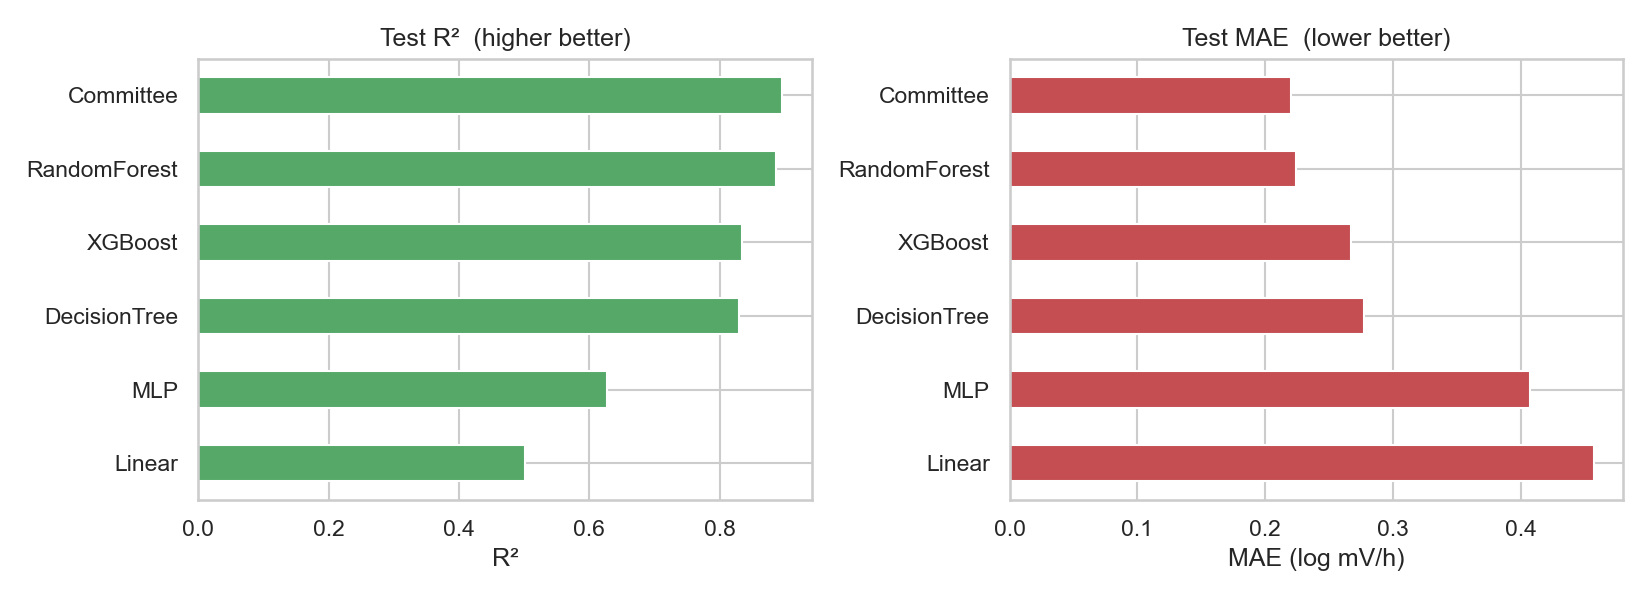 Test R²  (higher better)
Committee
RandomForest
XGBoost
DecisionTree
MLP
Linear
0.0 0.2 0.4 0.6 0.8
R²
Test MAE  (lower better)
Committee
RandomForest
XGBoost
DecisionTree
MLP
Linear
0.0 0.1 0.2 0.3 0.4
MAE (log mV/h)